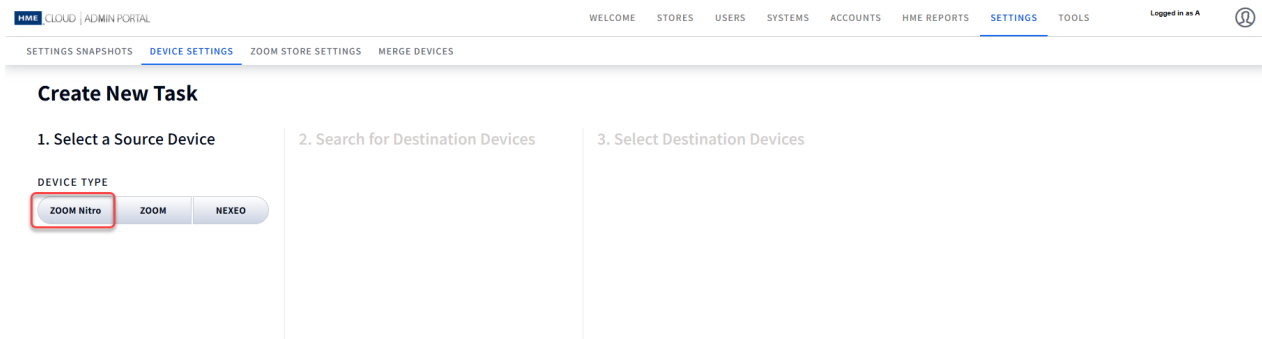 HME CLOUD ADMIN PORTAL WELCOME STORES USERS SYSTEMS ACCOUNTS HME REPORTS SETTINGS TOOLS Logged in as A
SETTINGS SNAPSHOTS DEVICE SETTINGS ZOOM STORE SETTINGS MERGE DEVICES
Create New Task
1. Select a Source Device 2. Search for Destination Devices 3. Select Destination Devices
DEVICE TYPE
ZOOM Nitro ZOOM NEXEO